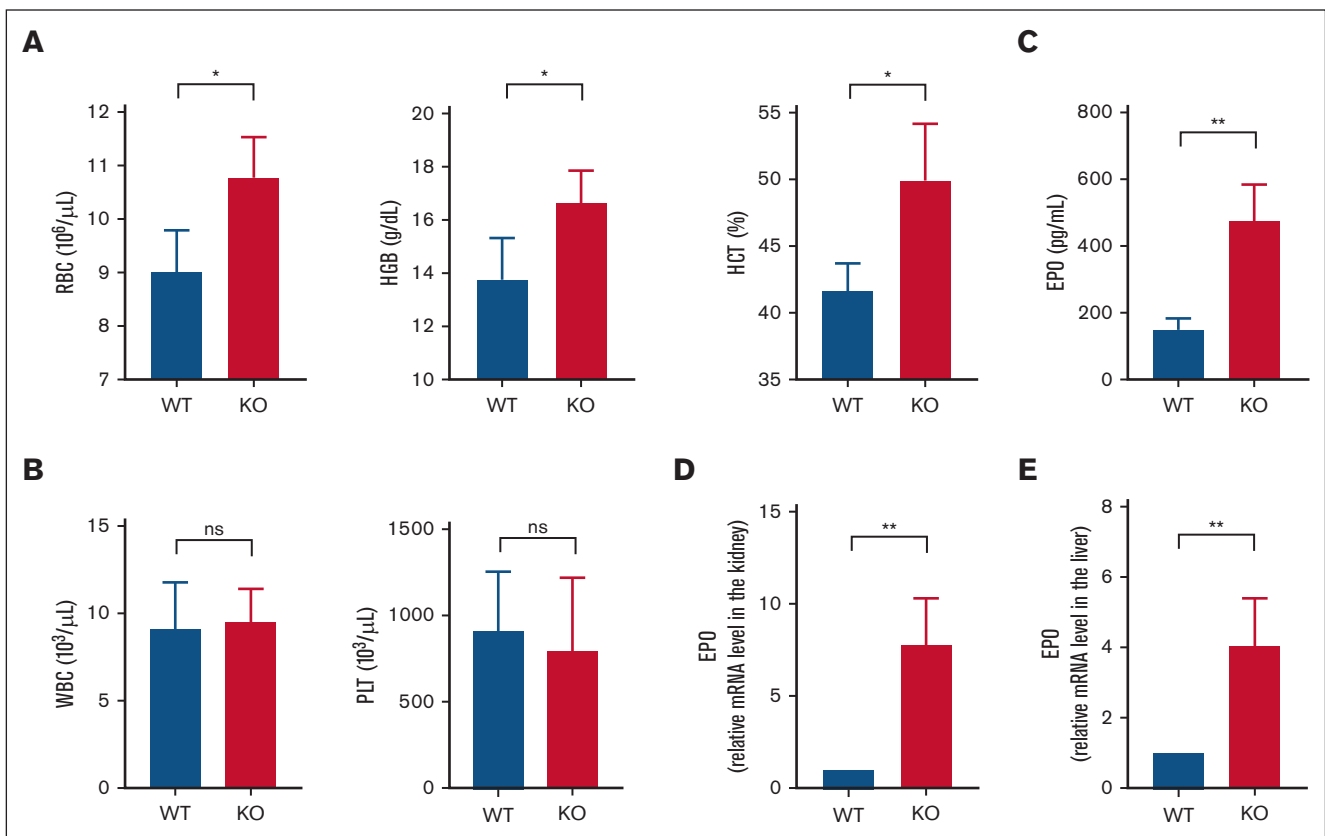 A
*
RBC (10⁶/μL)
12
11
10
9
8
7
WT
KO
*
HGB (g/dL)
20
18
16
14
12
10
WT
KO
*
HCT (%)
55
50
45
40
35
WT
KO
C
**
EPO (pg/mL)
800
600
400
200
0
WT
KO
B
ns
WBC (10³/μL)
15
10
5
0
WT
KO
ns
PLT (10³/μL)
1500
1000
500
0
WT
KO
D
**
EPO
(relative mRNA level in the kidney)
15
10
5
0
WT
KO
E
**
EPO
(relative mRNA level in the liver)
8
6
4
2
0
WT
KO